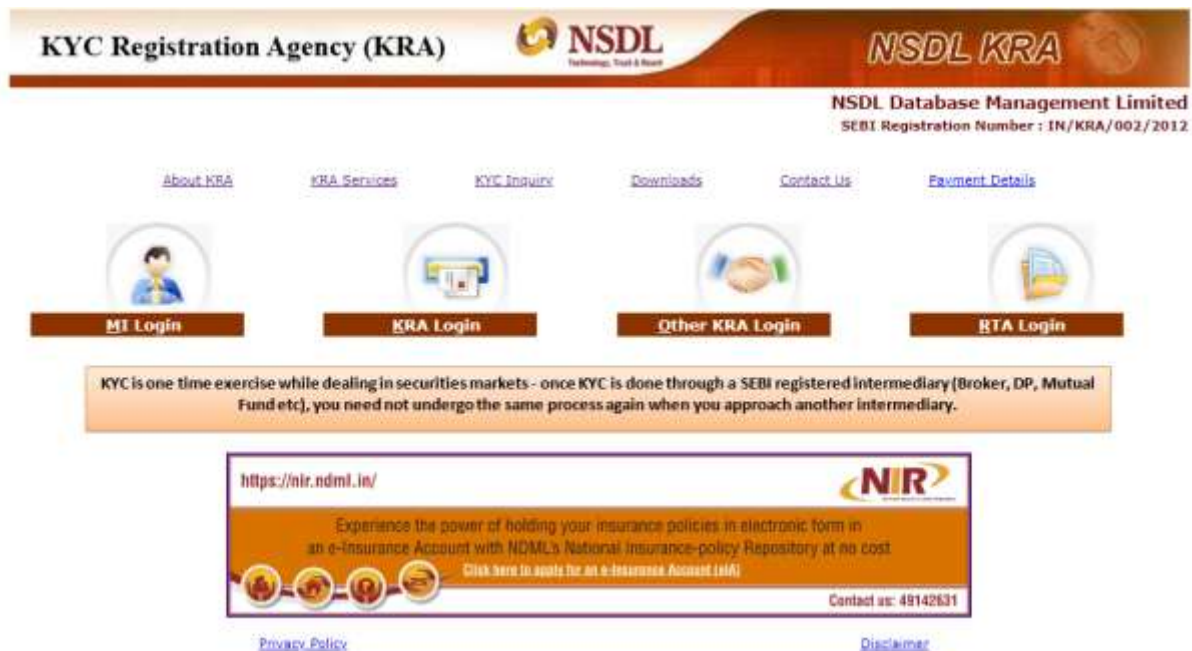 KYC Registration Agency (KRA)
NSDL
Technology, Trust & Reach
NSDL KRA
NSDL Database Management Limited
SEBI Registration Number : IN/KRA/002/2012
About KRA KRA Services KYC Inquiry Downloads Contact Us Payment Details
MI Login KRA Login Other KRA Login RTA Login
KYC is one time exercise while dealing in securities markets - once KYC is done through a SEBI registered intermediary (Broker, DP, Mutual
Fund etc), you need not undergo the same process again when you approach another intermediary.
https://nir.ndml.in/
NIR
Experience the power of holding your insurance policies in electronic form in
an e-Insurance Account with NDML's National Insurance-policy Repository at no cost
Click here to apply for an e-Insurance Account (eIA)
Contact us: 49142631
Privacy Policy Disclaimer